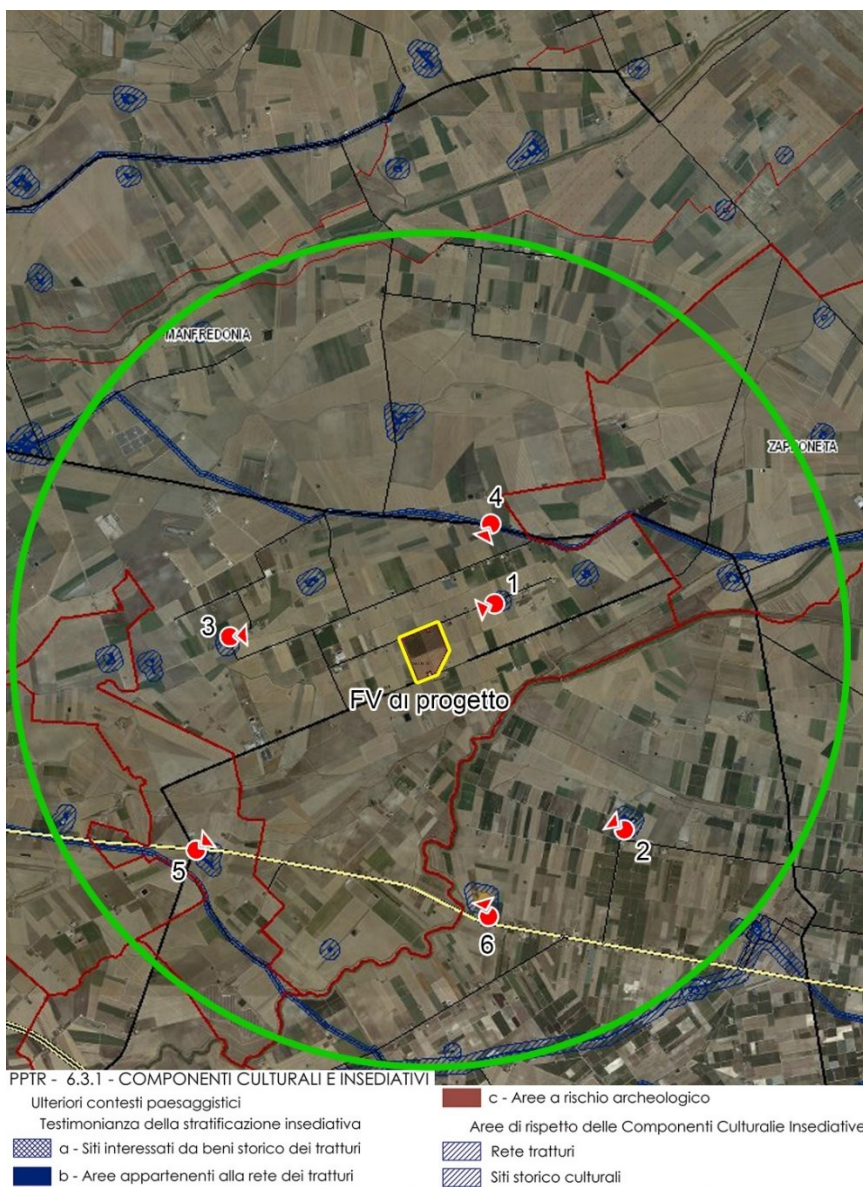 MANFREDONIA
ZAPPONETA
4
1
3
FV di progetto
2
5
6
PPTR - 6.3.1 - COMPONENTI CULTURALI E INSEDIATIVI
Ulteriori contesti paesaggistici
Testimonianza della stratificazione insediativa
a - Siti interessati da beni storico dei tratturi
b - Aree appartenenti alla rete dei tratturi
c - Aree a rischio archeologico
Aree di rispetto delle Componenti Culturalie Insediative
Rete tratturi
Siti storico culturali